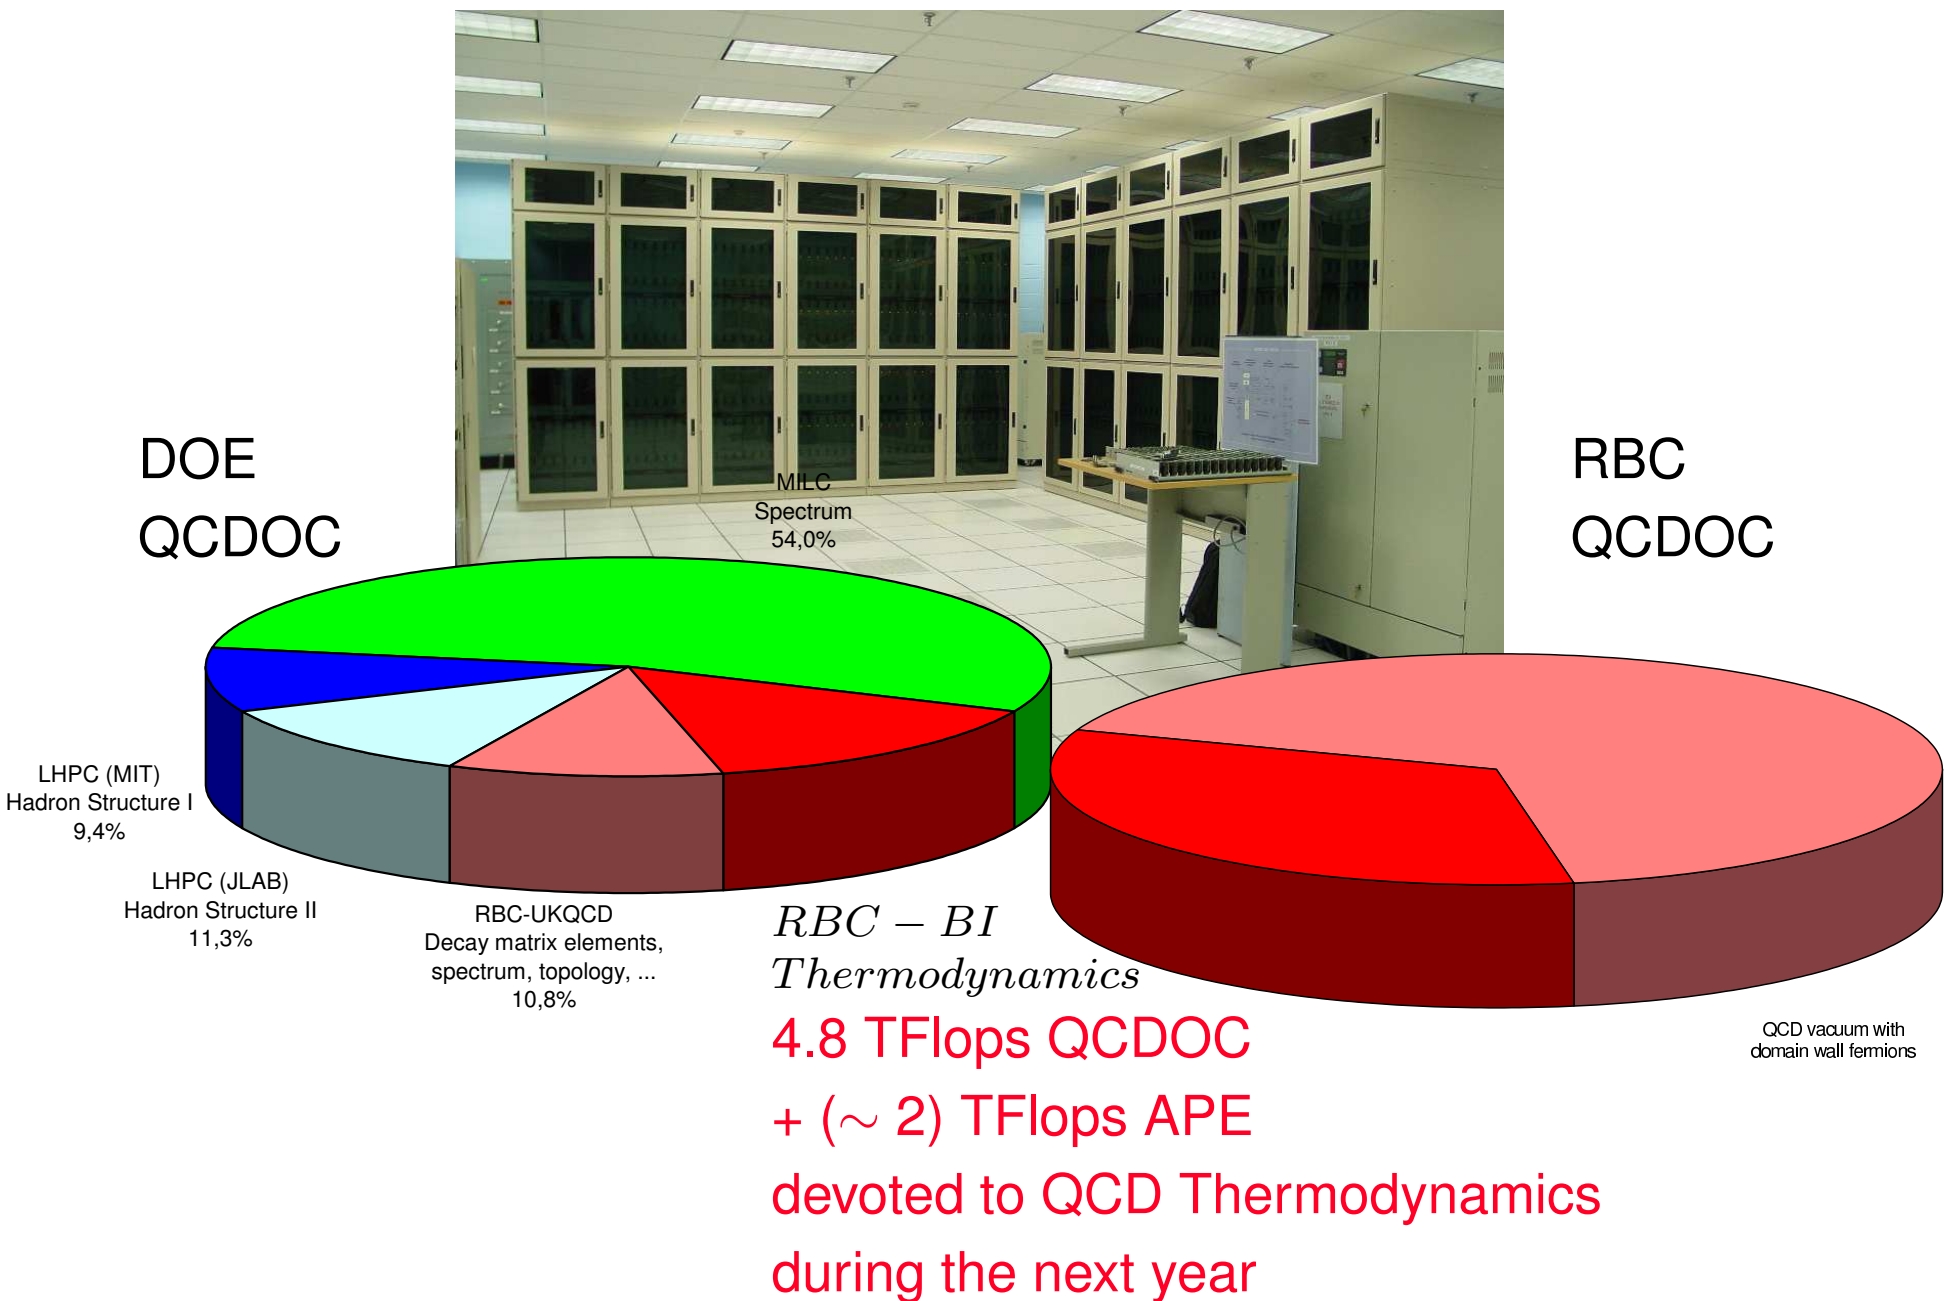 DOE
QCDOC
RBC
QCDOC
MILC
Spectrum
54,0%
LHPC (MIT)
Hadron Structure I
9,4%
LHPC (JLAB)
Hadron Structure II
11,3%
RBC-UKQCD
Decay matrix elements,
spectrum, topology, ...
10,8%
RBC − BI
Thermodynamics
4.8 TFlops QCDOC
+ (∼ 2) TFlops APE
devoted to QCD Thermodynamics
during the next year
QCD vacuum with
domain wall fermions